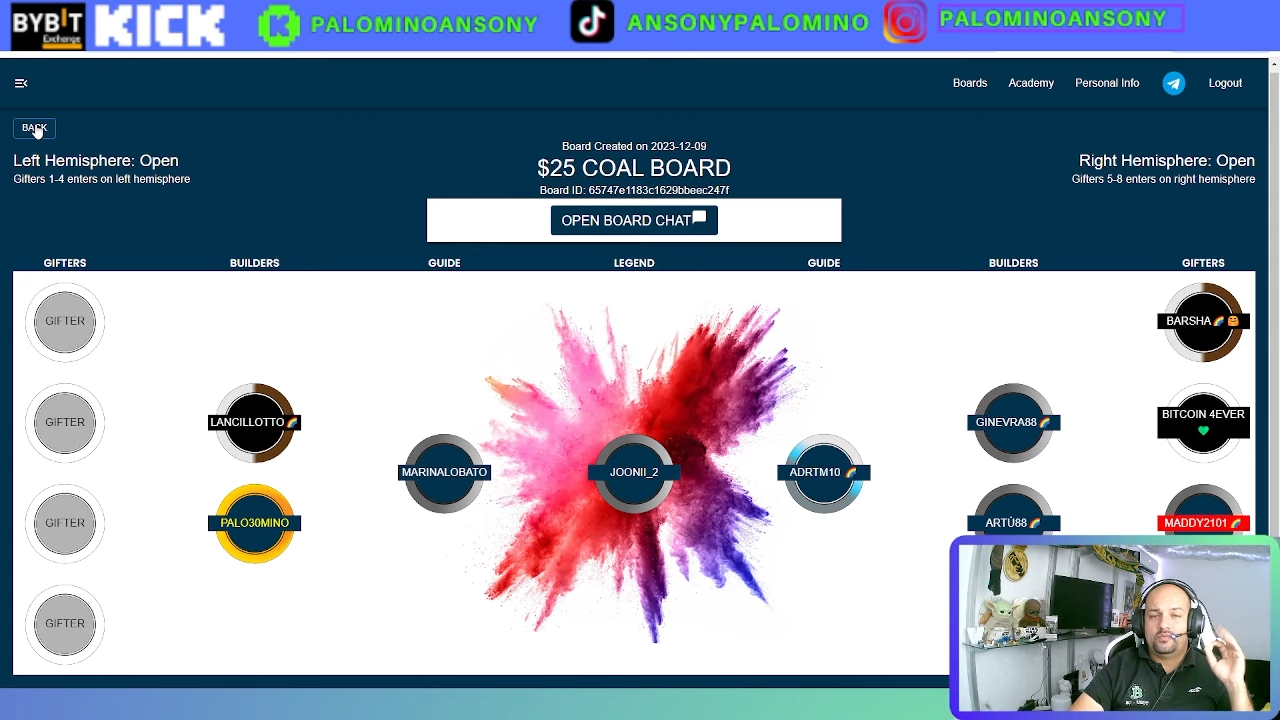 BYBIT
Exchange
KICK
PALOMINOANSONY
ANSONYPALOMINO
PALOMINOANSONY
Boards
Academy
Personal Info
Logout
BACK
Left Hemisphere: Open
Gifters 1-4 enters on left hemisphere
Board Created on 2023-12-09
$25 COAL BOARD
Board ID: 65747e1183c1629bbeec247f
OPEN BOARD CHAT
Right Hemisphere: Open
Gifters 5-8 enters on right hemisphere
GIFTERS
BUILDERS
GUIDE
LEGEND
GUIDE
BUILDERS
GIFTERS
GIFTER
BARSHA
GIFTER
LANCILLOTTO
GINEVRA88
BITCOIN 4EVER
MARINALOBATO
JOONII_2
ADRTM10
GIFTER
PALO30MINO
ARTÙ88
MADDY2101
GIFTER